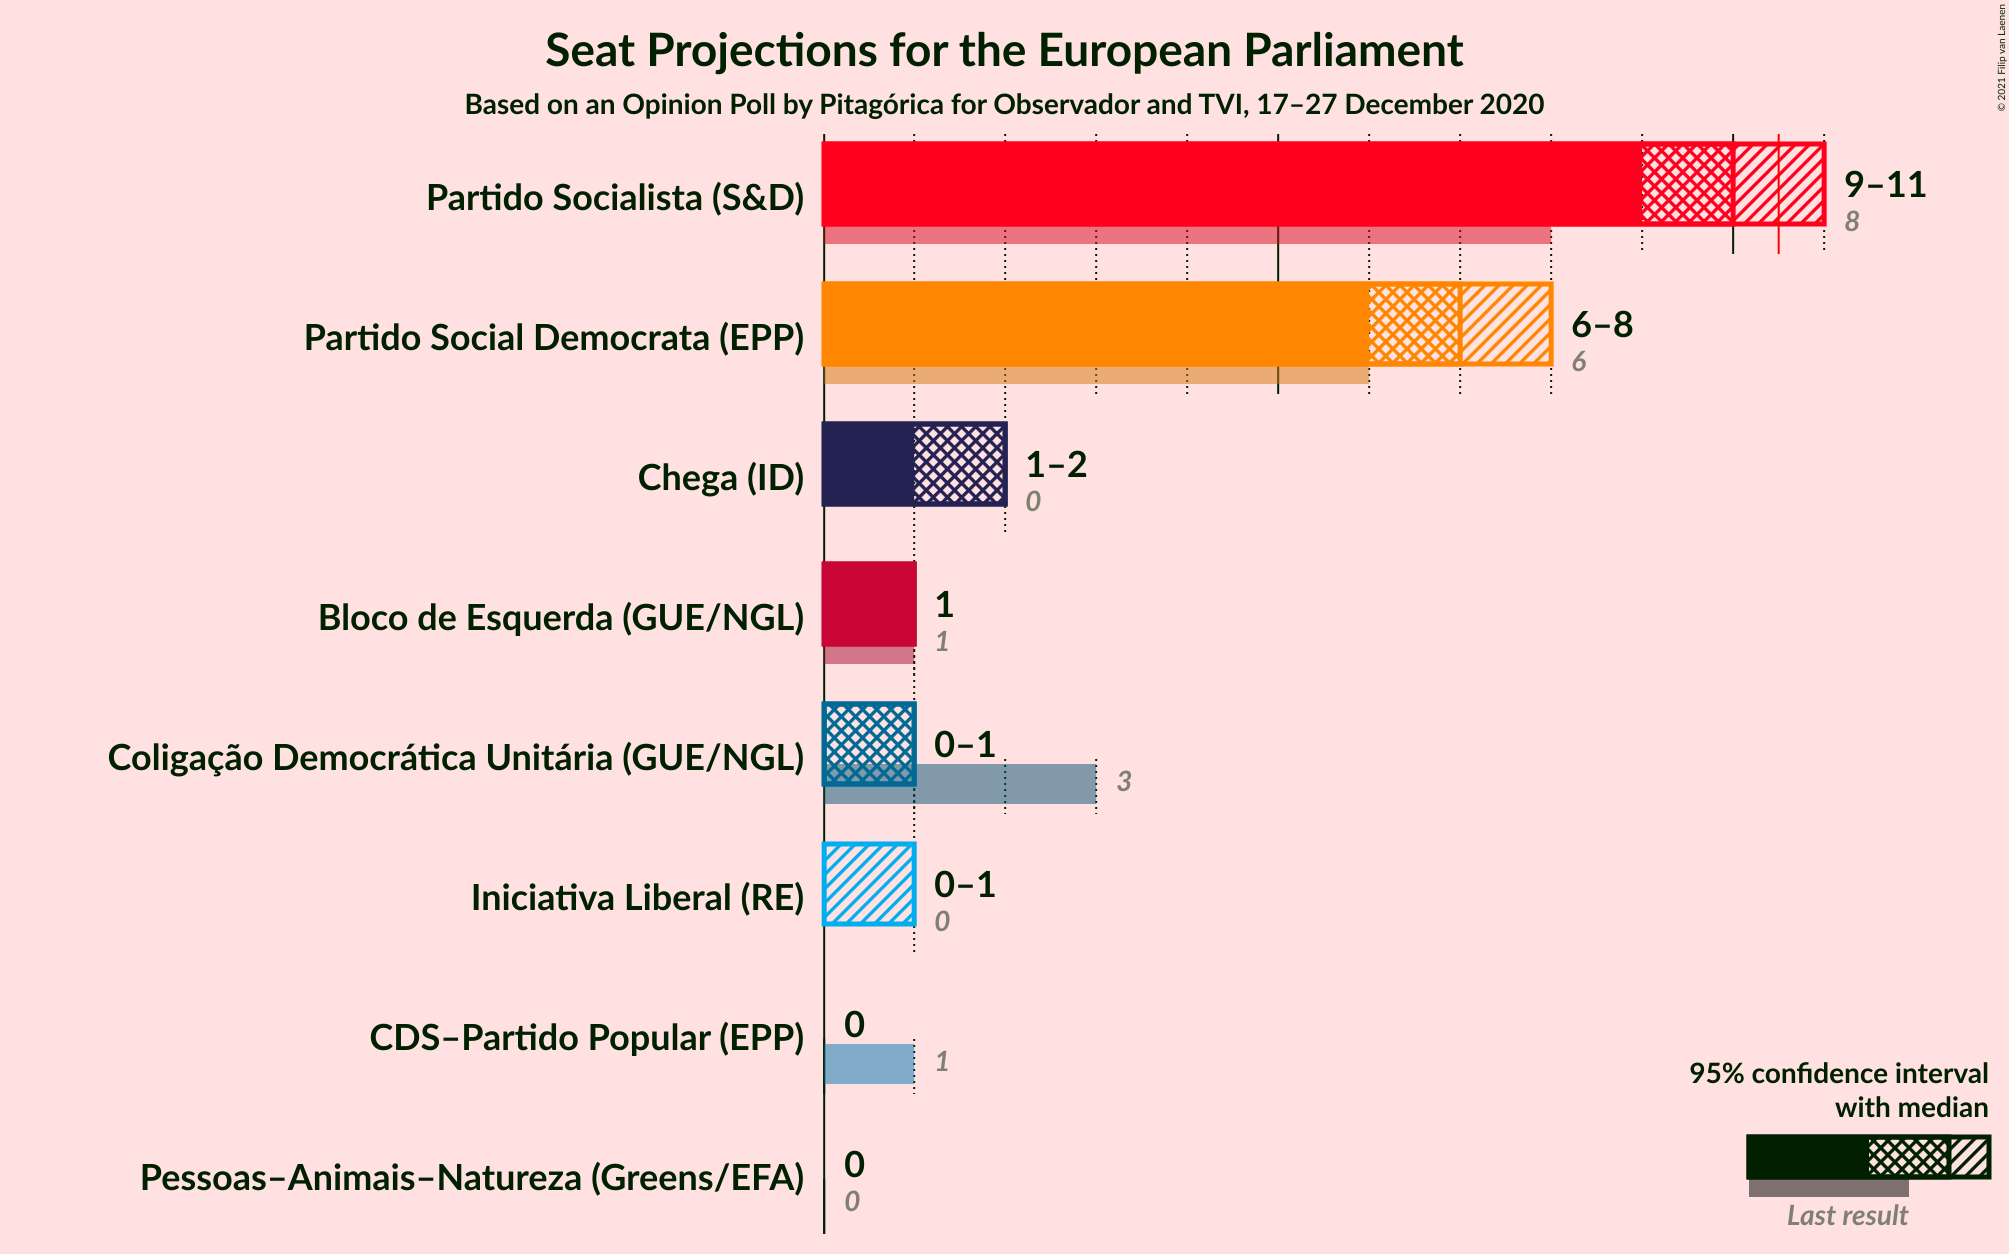 Seat Projections for the European Parliament
Based on an Opinion Poll by Pitagórica for Observador and TVI, 17–27 December 2020
© 2021 Filip van Laenen
Partido Socialista (S&D)
9–11
8
Partido Social Democrata (EPP)
6–8
6
Chega (ID)
1–2
0
Bloco de Esquerda (GUE/NGL)
1
1
Coligação Democrática Unitária (GUE/NGL)
0–1
3
Iniciativa Liberal (RE)
0–1
0
CDS–Partido Popular (EPP)
0
1
Pessoas–Animais–Natureza (Greens/EFA)
0
0
95% confidence interval
with median
Last result